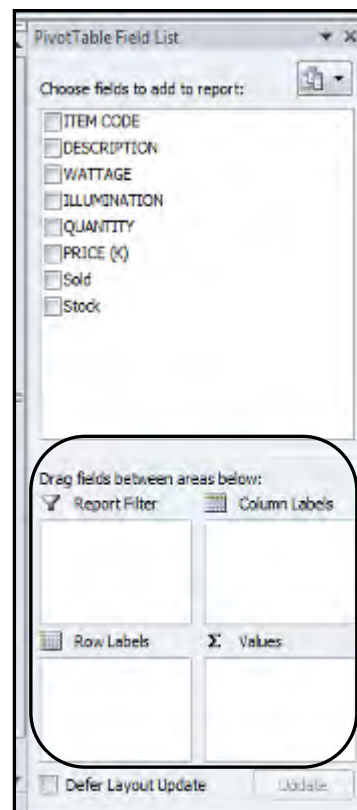 PivotTable Field List
Choose fields to add to report:
ITEM CODE
DESCRIPTION
WATTAGE
ILLUMINATION
QUANTITY
PRICE (K)
Sold
Stock
Drag fields between areas below:
Report Filter
Column Labels
Row Labels
Σ Values
Defer Layout Update
Update